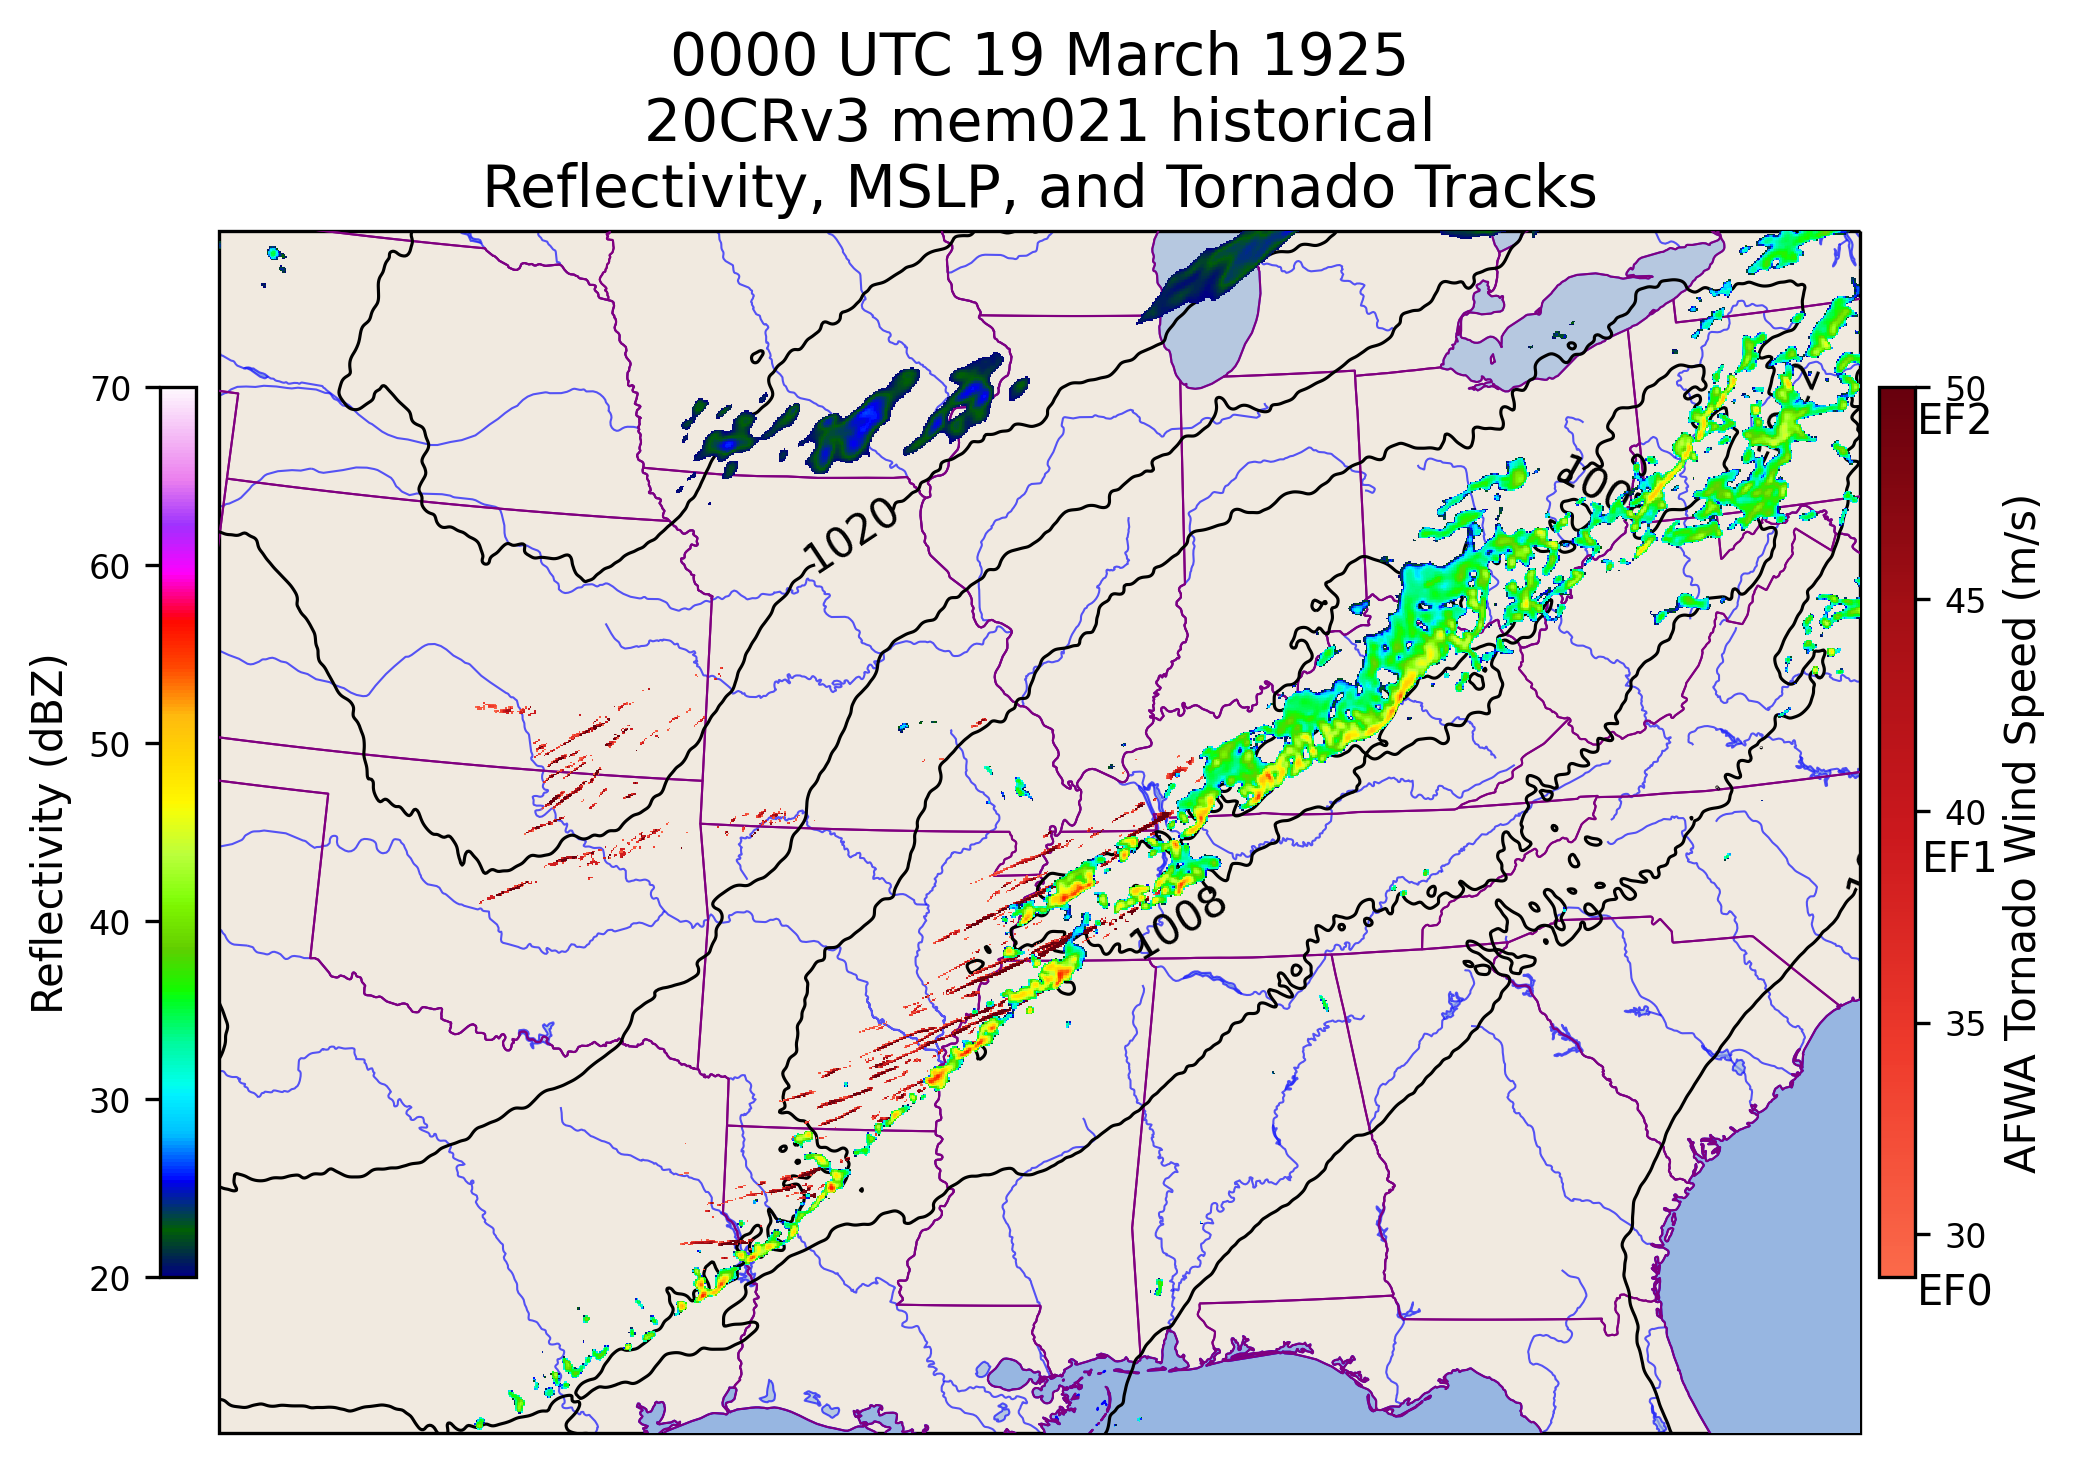 0000 UTC 19 March 1925
20CRv3 mem021 historical
Reflectivity, MSLP, and Tornado Tracks
70
60
50
40
30
20
Reflectivity (dBZ)
1020
1008
50
EF2
45
40
EF1
35
30
EF0
AFWA Tornado Wind Speed (m/s)